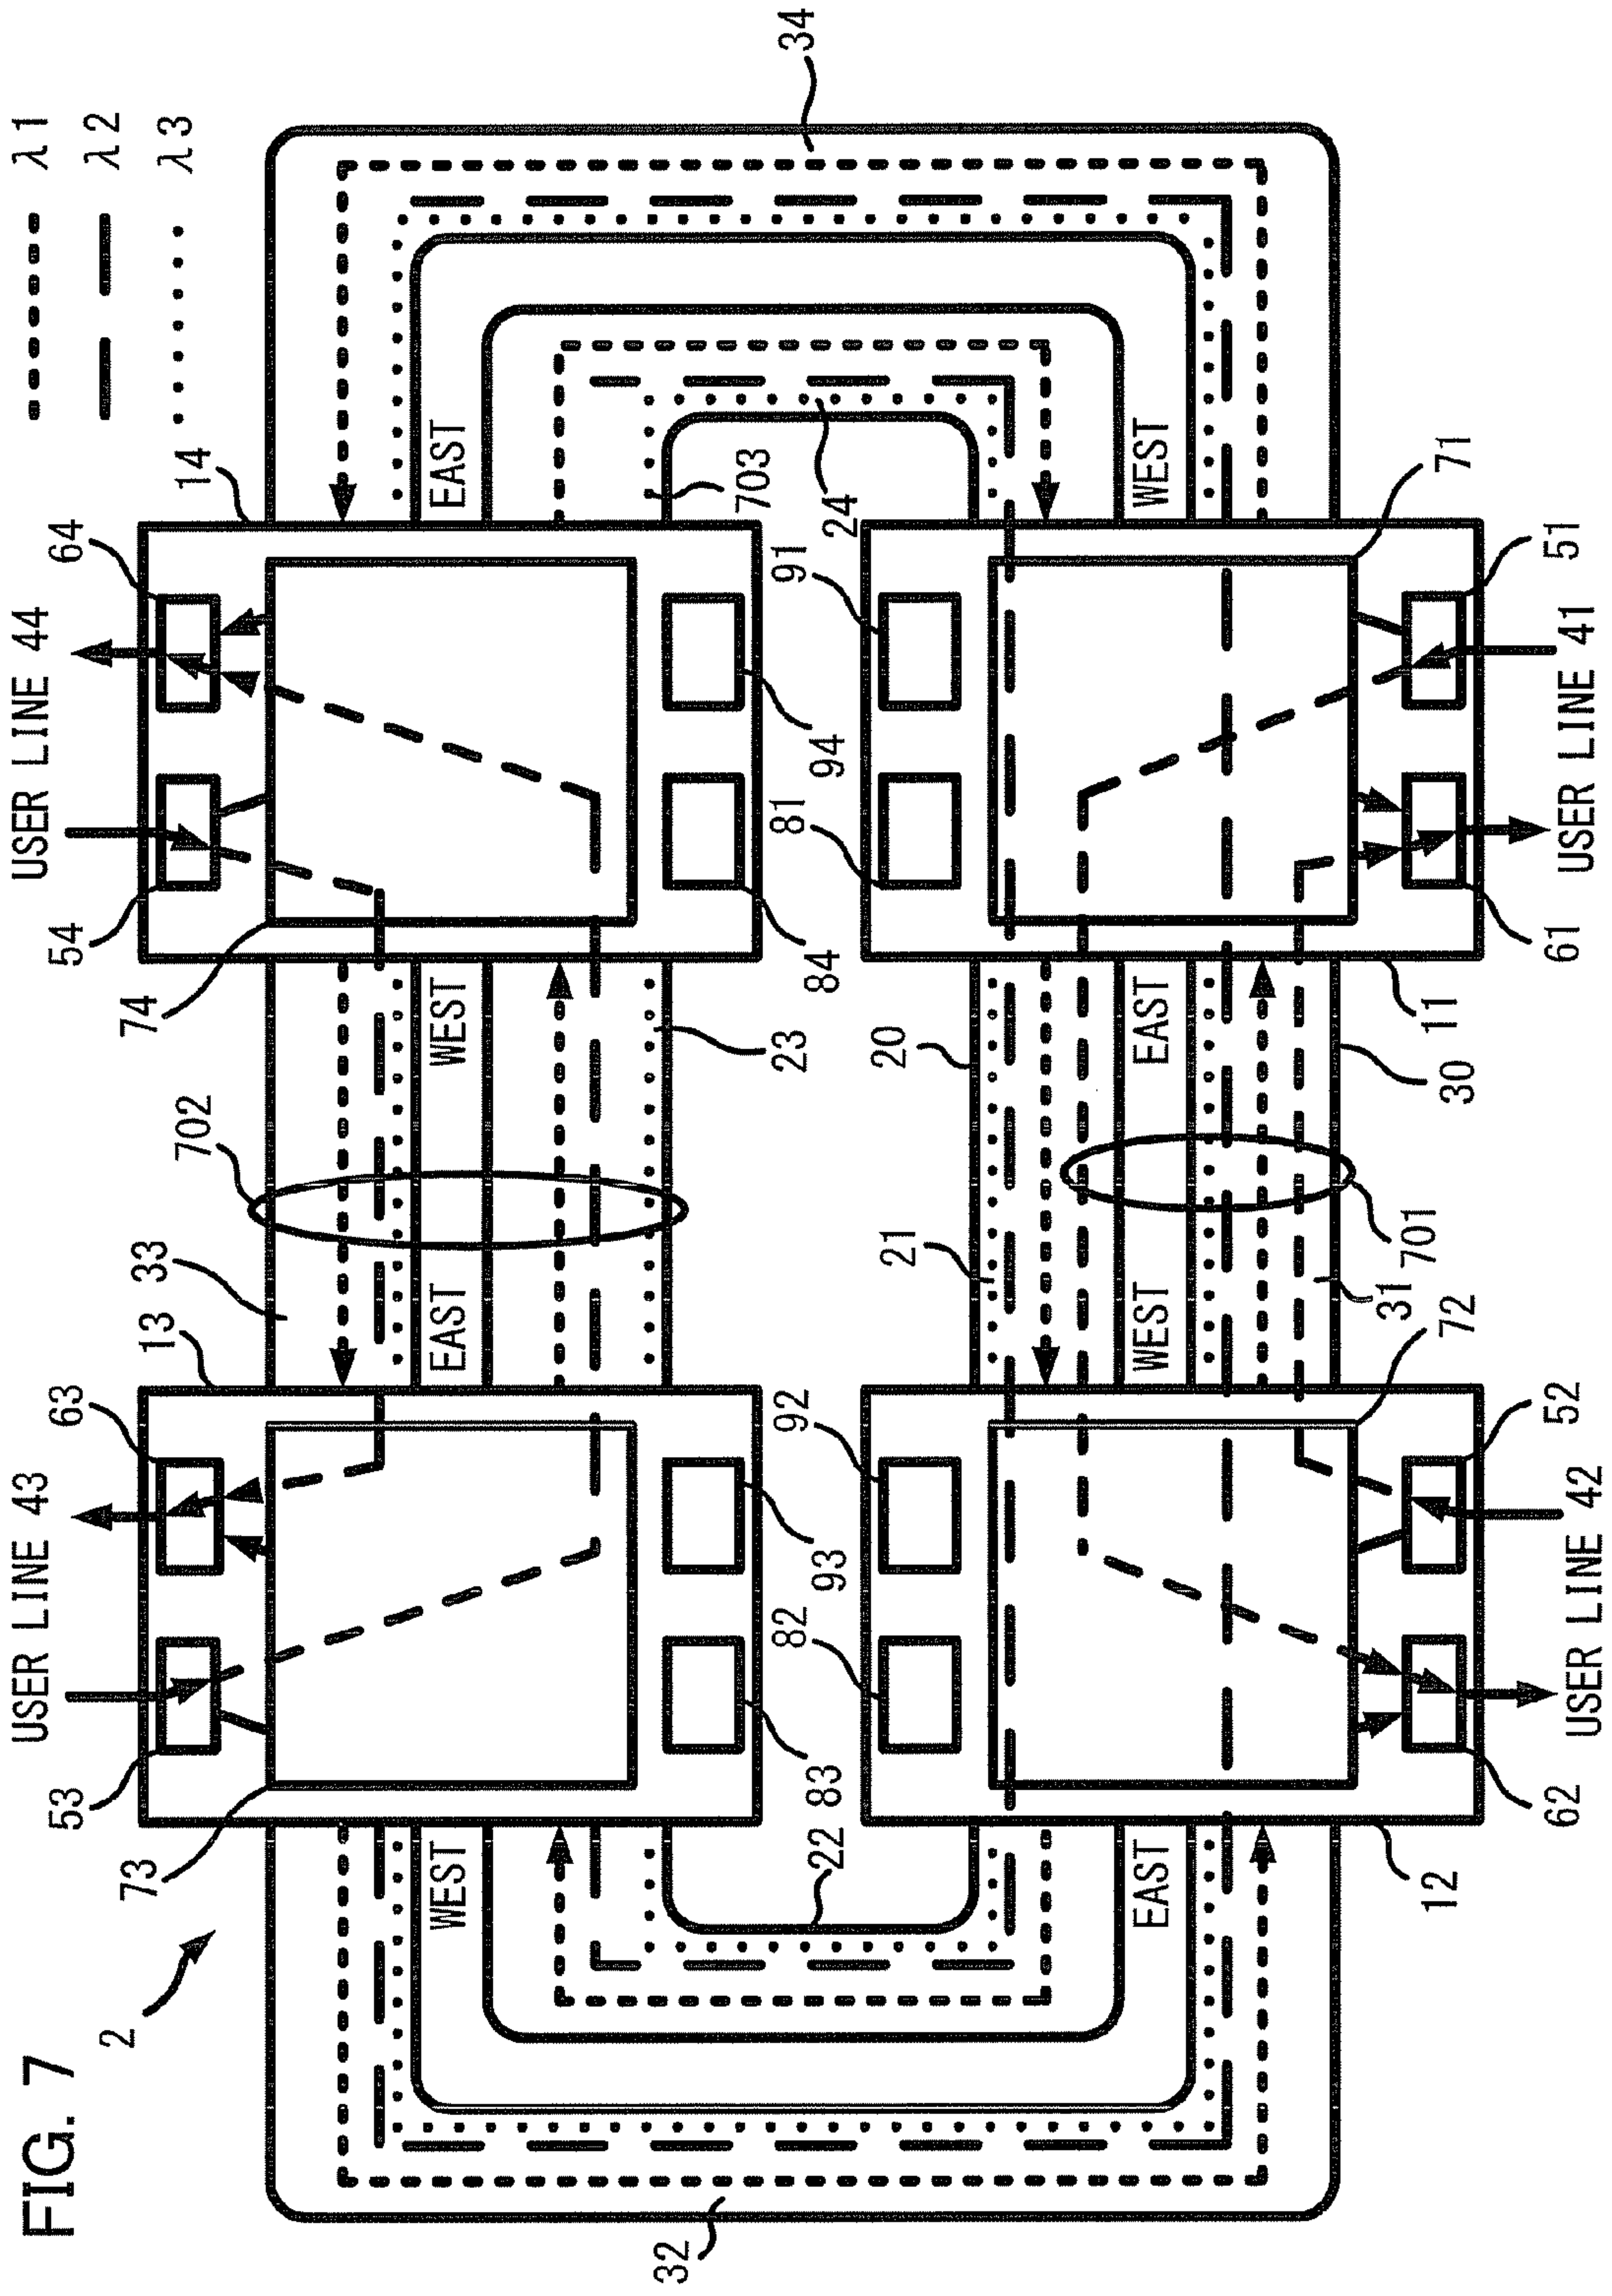 FIG. 7
2
λ1
λ2
λ3
USER LINE 43
USER LINE 44
53
63
54
64
73
13
33
702
74
14
34
WEST
EAST
WEST
EAST
703
24
83
93
23
84
94
22
82
92
21
20
81
91
32
EAST
WEST
EAST
WEST
12
62
52
72
31
701
30
11
61
51
71
USER LINE 42
USER LINE 41